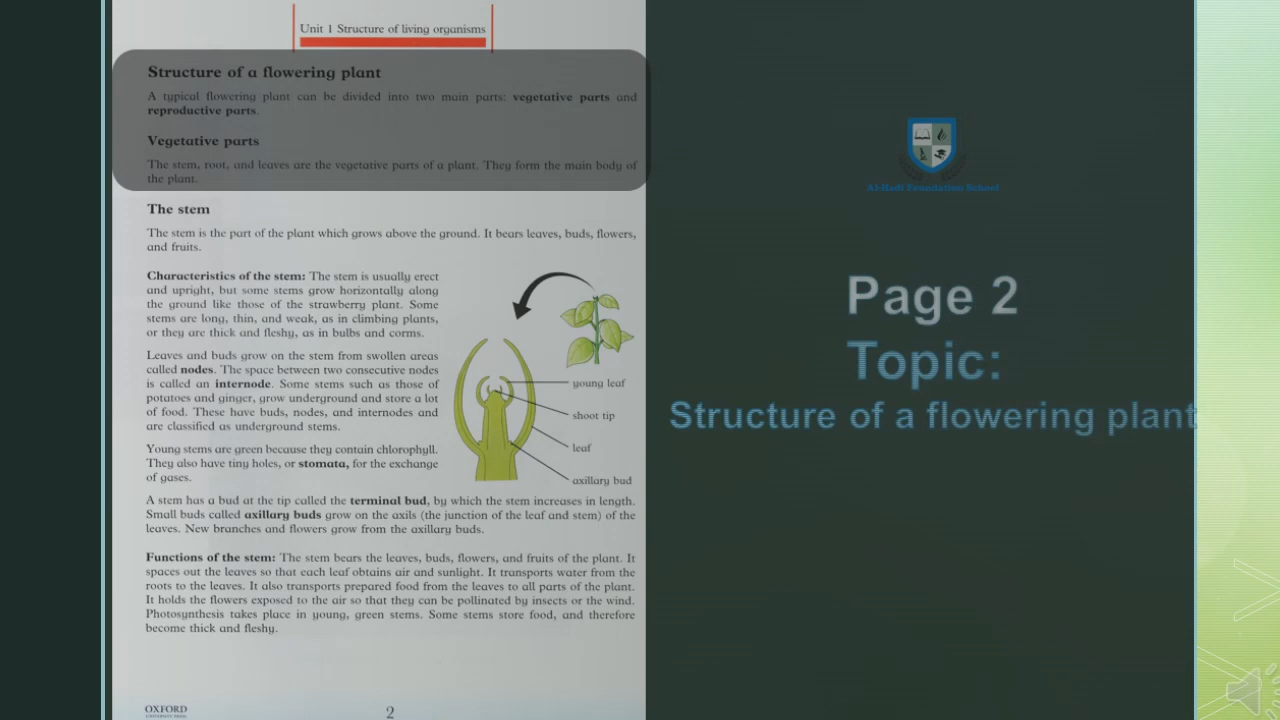 Unit 1 Structure of living organisms
Structure of a flowering plant
A typical flowering plant can be divided into two main parts: vegetative parts and
reproductive parts.
Vegetative parts
The stem, root, and leaves are the vegetative parts of a plant. They form the main body of
the plant.
The stem
The stem is the part of the plant which grows above the ground. It bears leaves, buds, flowers,
and fruits.
Characteristics of the stem: The stem is usually erect
and upright, but some stems grow horizontally along
the ground like those of the strawberry plant. Some
stems are long, thin, and weak, as in climbing plants,
or they are thick and fleshy, as in bulbs and corms.
Leaves and buds grow on the stem from swollen areas
called nodes. The space between two consecutive nodes
is called an internode. Some stems such as those of
potatoes and ginger, grow underground and store a lot
of food. These have buds, nodes, and internodes and
are classified as underground stems.
Young stems are green because they contain chlorophyll.
They also have tiny holes, or stomata, for the exchange
of gases.
young leaf
shoot tip
leaf
axillary bud
A stem has a bud at the tip called the terminal bud, by which the stem increases in length.
Small buds called axillary buds grow on the axils (the junction of the leaf and stem) of the
leaves. New branches and flowers grow from the axillary buds.
Functions of the stem: The stem bears the leaves, buds, flowers, and fruits of the plant. It
spaces out the leaves so that each leaf obtains air and sunlight. It transports water from the
roots to the leaves. It also transports prepared food from the leaves to all parts of the plant.
It holds the flowers exposed to the air so that they can be pollinated by insects or the wind.
Photosynthesis takes place in young, green stems. Some stems store food, and therefore
become thick and fleshy.
OXFORD
UNIVERSITY PRESS
2
Al-Hadi Foundation School
Page 2
Topic:
Structure of a flowering plant